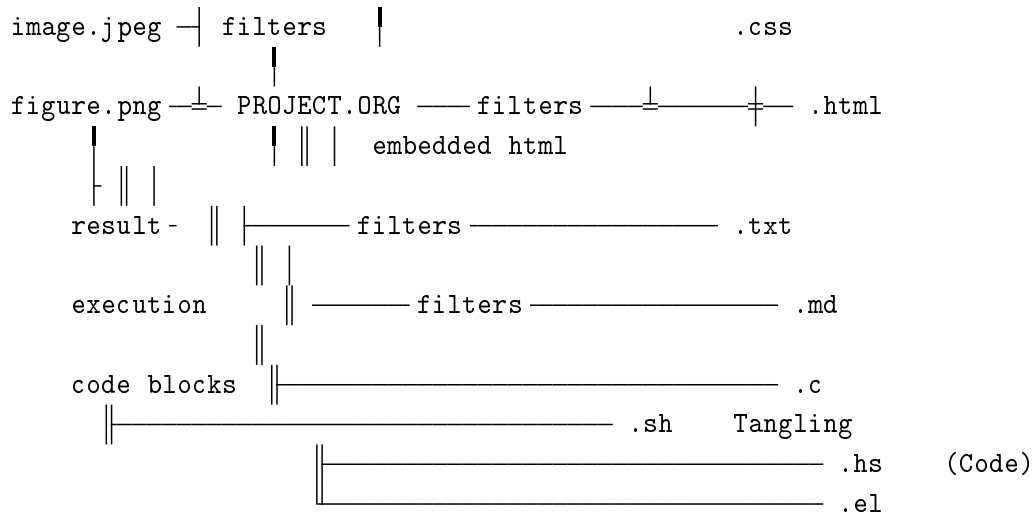 image.jpeg filters .css
figure.png PROJECT.ORG filters .html
embedded html
result filters .txt
execution filters .md
code blocks .c
.sh Tangling
.hs (Code)
.el